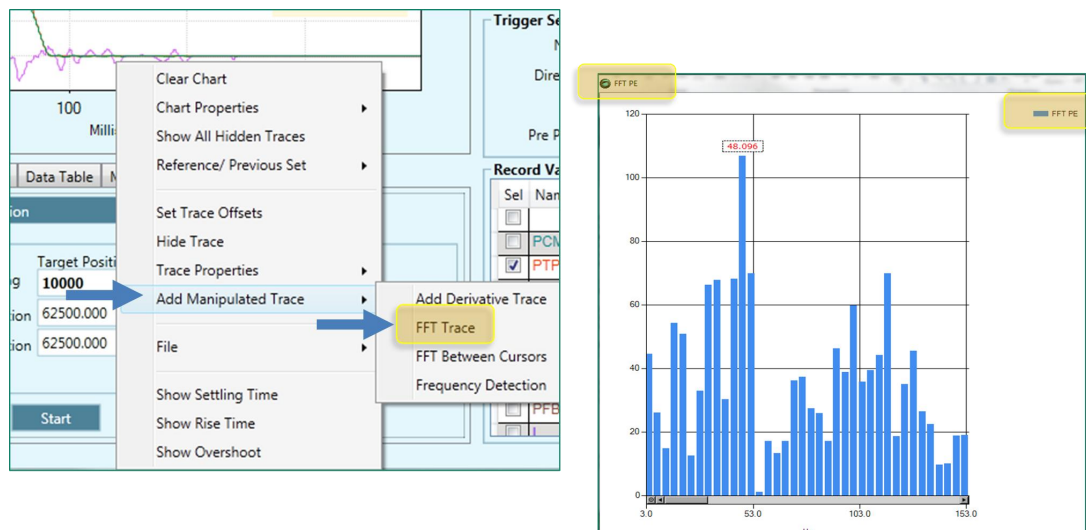 Trigger Se
Dire
Pre P
100
Milli
Data Table
ion
Target Positi
10000
ion 62500.000
ion 62500.000
Start
Clear Chart
Chart Properties
Show All Hidden Traces
Reference/ Previous Set
Set Trace Offsets
Hide Trace
Trace Properties
Add Manipulated Trace
File
Show Settling Time
Show Rise Time
Show Overshoot
Add Derivative Trace
FFT Trace
FFT Between Cursors
Frequency Detection
Record Va
Sel Nam
PCM
PTP
PFB
FFT PE
FFT PE
48.096
120
100
80
60
40
20
0
3.0 53.0 103.0 153.0